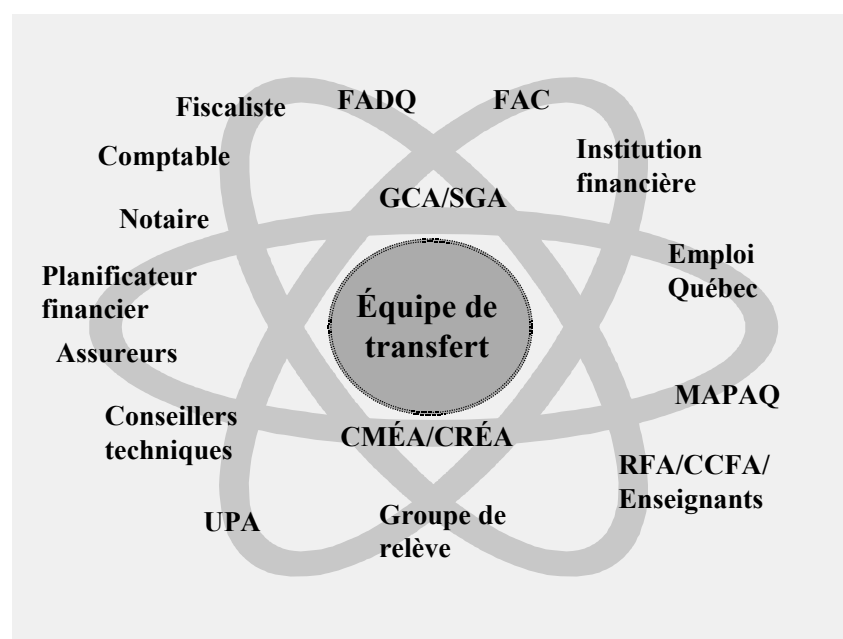 Fiscaliste
FADQ
FAC
Comptable
Institution
financière
GCA/SGA
Notaire
Emploi
Québec
Planificateur
financier
Équipe de
transfert
Assureurs
MAPAQ
Conseillers
techniques
CMÉA/CRÉA
RFA/CCFA/
Enseignants
UPA
Groupe de
relève